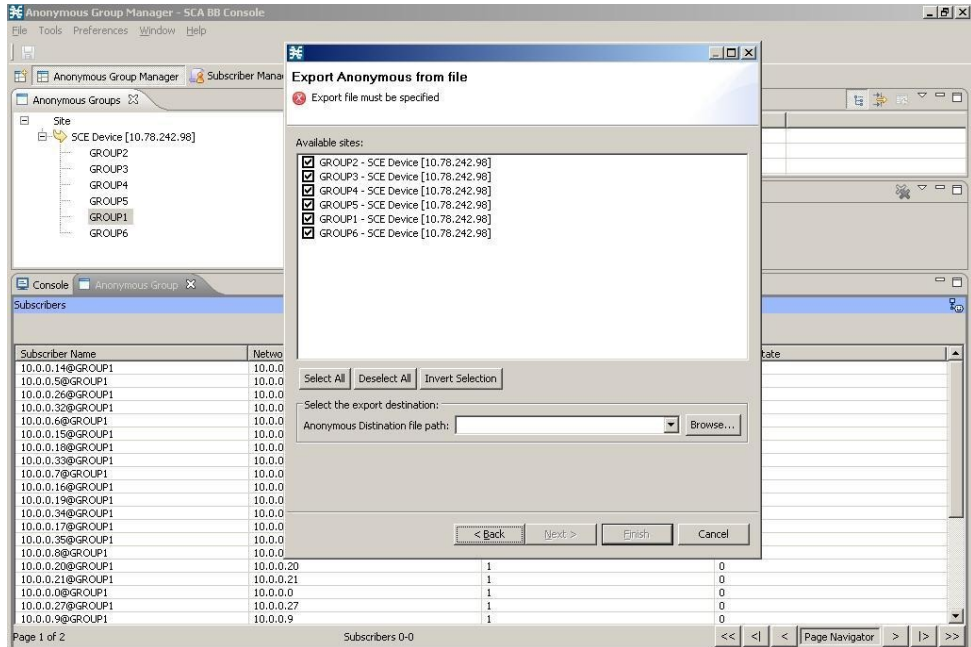 Anonymous Group Manager - SCA BB Console
File Tools Preferences Window Help
Anonymous Group Manager
Subscriber Mana
Anonymous Groups
Site
SCE Device [10.78.242.98]
GROUP2
GROUP3
GROUP4
GROUP5
GROUP1
GROUP6
Export Anonymous from file
Export file must be specified
Available sites:
GROUP2 - SCE Device [10.78.242.98]
GROUP3 - SCE Device [10.78.242.98]
GROUP4 - SCE Device [10.78.242.98]
GROUP5 - SCE Device [10.78.242.98]
GROUP1 - SCE Device [10.78.242.98]
GROUP6 - SCE Device [10.78.242.98]
Select All Deselect All Invert Selection
Select the export destination:
Anonymous Distination file path: Browse...
< Back Next > Finish Cancel
Console Anonymous Group
Subscribers
Subscriber Name Netwo tate
10.0.0.14@GROUP1 10.0.0
10.0.0.5@GROUP1 10.0.0
10.0.0.26@GROUP1 10.0.0
10.0.0.32@GROUP1 10.0.0
10.0.0.6@GROUP1 10.0.0
10.0.0.15@GROUP1 10.0.0
10.0.0.18@GROUP1 10.0.0
10.0.0.33@GROUP1 10.0.0
10.0.0.7@GROUP1 10.0.0
10.0.0.16@GROUP1 10.0.0
10.0.0.19@GROUP1 10.0.0
10.0.0.34@GROUP1 10.0.0
10.0.0.17@GROUP1 10.0.0
10.0.0.35@GROUP1 10.0.0
10.0.0.8@GROUP1 10.0.0
10.0.0.20@GROUP1 10.0.0.20 1 0
10.0.0.21@GROUP1 10.0.0.21 1 0
10.0.0.0@GROUP1 10.0.0.0 1 0
10.0.0.27@GROUP1 10.0.0.27 1 0
10.0.0.9@GROUP1 10.0.0.9 1 0
Page 1 of 2 Subscribers 0-0 << <| < Page Navigator > |> >>